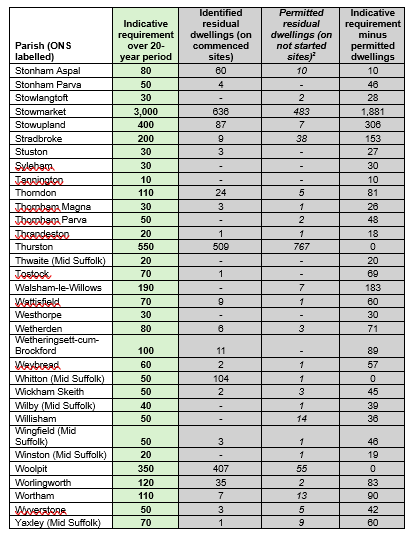 Parish (ONS labelled) | Indicative requirement over 20-year period | Identified residual dwellings (on commenced sites) | Permitted residual dwellings (on not started sites)² | Indicative requirement minus permitted dwellings
Stonham Aspal | 80 | 60 | 10 | 10
Stonham Parva | 50 | 4 | - | 46
Stowlangtoft | 30 | - | 2 | 28
Stowmarket | 3,000 | 636 | 483 | 1,881
Stowupland | 400 | 87 | 7 | 306
Stradbroke | 200 | 9 | 38 | 153
Stuston | 30 | 3 | - | 27
Syleham | 30 | - | - | 30
Tannington | 10 | - | - | 10
Thorndon | 110 | 24 | 5 | 81
Thornham Magna | 30 | 3 | 1 | 26
Thornham Parva | 50 | - | 2 | 48
Thrandeston | 20 | 1 | 1 | 18
Thurston | 550 | 509 | 767 | 0
Thwaite (Mid Suffolk) | 20 | - | - | 20
Tostock | 70 | 1 | - | 69
Walsham-le-Willows | 190 | - | 7 | 183
Wattisfield | 70 | 9 | 1 | 60
Westhorpe | 30 | - | - | 30
Wetherden | 80 | 6 | 3 | 71
Wetheringsett-cum-Brockford | 100 | 11 | - | 89
Weybread | 60 | 2 | 1 | 57
Whitton (Mid Suffolk) | 50 | 104 | 1 | 0
Wickham Skeith | 50 | 2 | 3 | 45
Wilby (Mid Suffolk) | 40 | - | 1 | 39
Willisham | 50 | - | 14 | 36
Wingfield (Mid Suffolk) | 50 | 3 | 1 | 46
Winston (Mid Suffolk) | 20 | - | 1 | 19
Woolpit | 350 | 407 | 55 | 0
Worlingworth | 120 | 35 | 2 | 83
Wortham | 110 | 7 | 13 | 90
Wyverstone | 50 | 3 | 5 | 42
Yaxley (Mid Suffolk) | 70 | 1 | 9 | 60